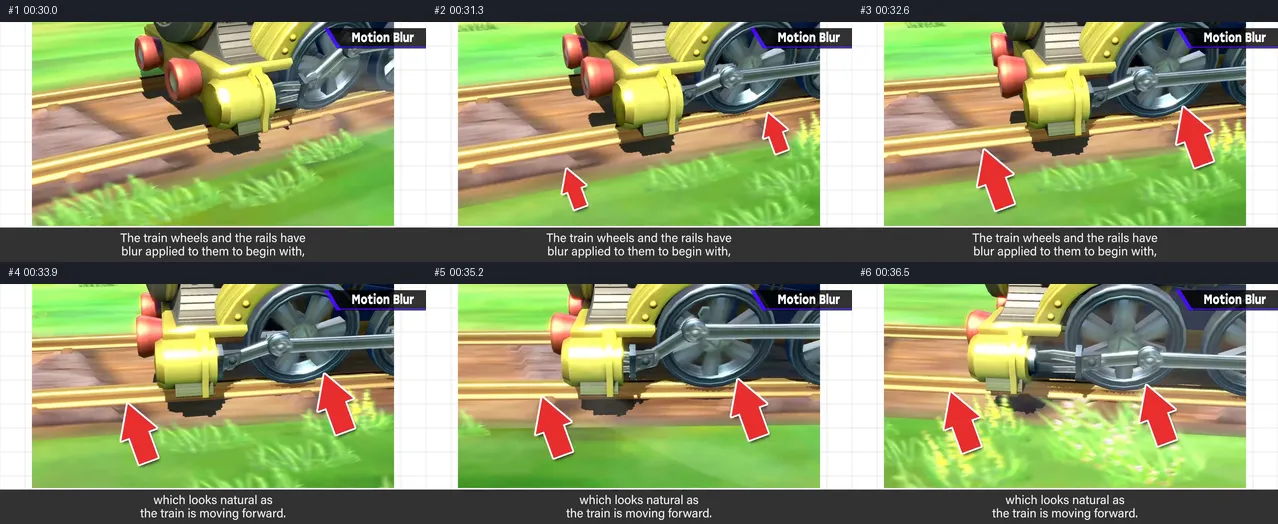 #1 00:30.0
Motion Blur
The train wheels and the rails have
blur applied to them to begin with,
#2 00:31.3
Motion Blur
The train wheels and the rails have
blur applied to them to begin with,
#3 00:32.6
Motion Blur
The train wheels and the rails have
blur applied to them to begin with,
#4 00:33.9
Motion Blur
which looks natural as
the train is moving forward.
#5 00:35.2
Motion Blur
which looks natural as
the train is moving forward.
#6 00:36.5
Motion Blur
which looks natural as
the train is moving forward.